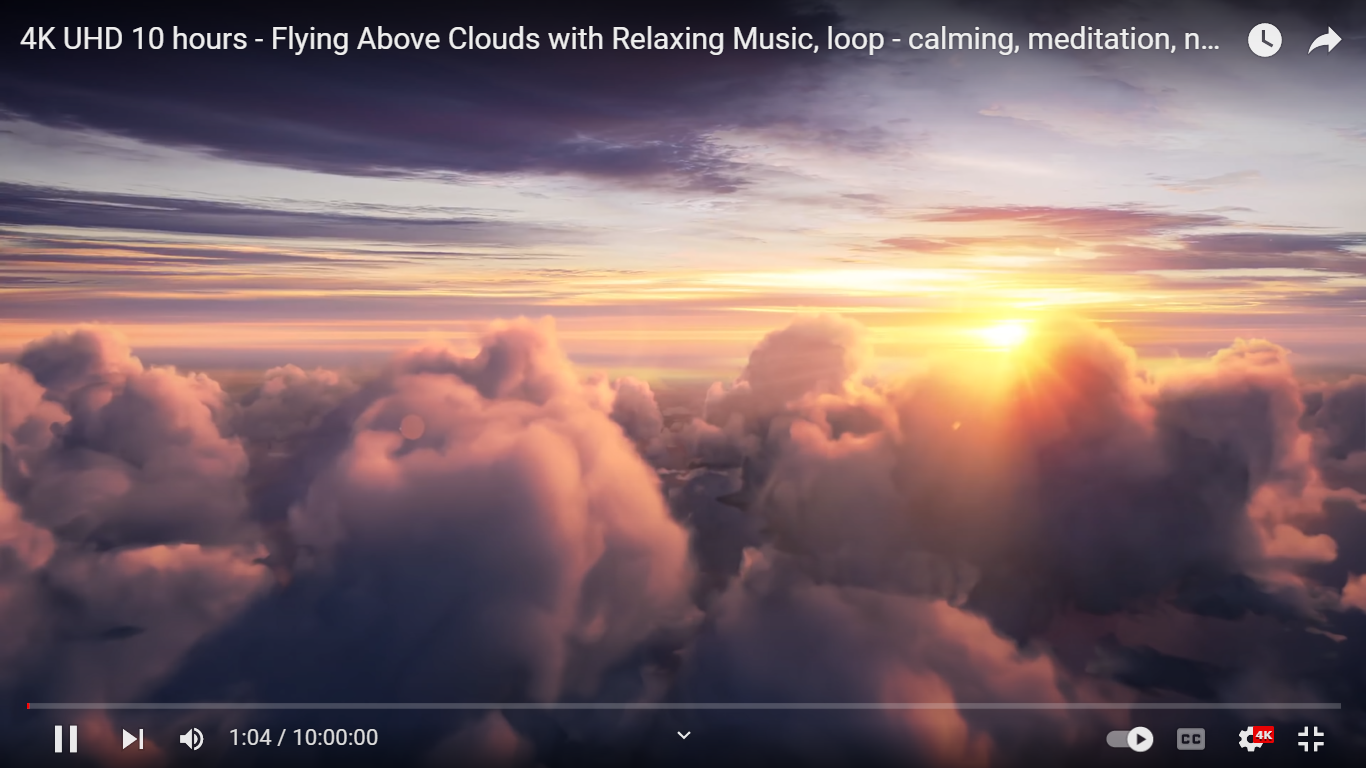 4K UHD 10 hours - Flying Above Clouds with Relaxing Music, loop - calming, meditation, n...
1:04 / 10:00:00
CC
4K